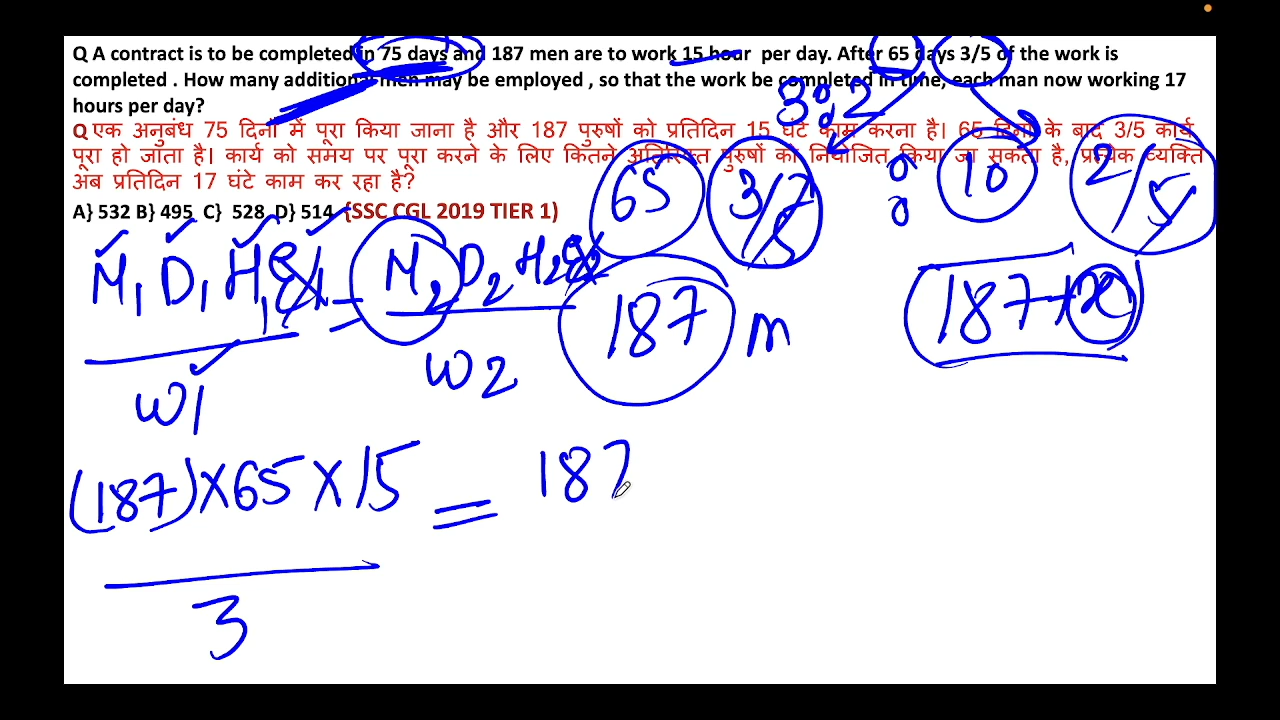 Q A contract is to be completed in 75 days and 187 men are to work 15 hour per day. After 65 days 3/5 of the work is
completed . How many additional men may be employed , so that the work be completed in time, each man now working 17
hours per day?
Q एक अनुबंध 75 दिनों में पूरा किया जाना है और 187 पुरुषों को प्रतिदिन 15 घंटे काम करना है। 65 दिनों के बाद 3/5 कार्य
पूरा हो जाता है। कार्य को समय पर पूरा करने के लिए कितने अतिरिक्त पुरुषों को नियोजित किया जा सकता है, प्रत्येक व्यक्ति
अब प्रतिदिन 17 घंटे काम कर रहा है?
A} 532 B} 495 C} 528 D} 514 {SSC CGL 2019 TIER 1)
3:2
65 3/5 : 10 2/5
M1 D1 H1 = M2 D2 H2
W1 W2
187 m 187+x
(187)×65×15 = 187
3